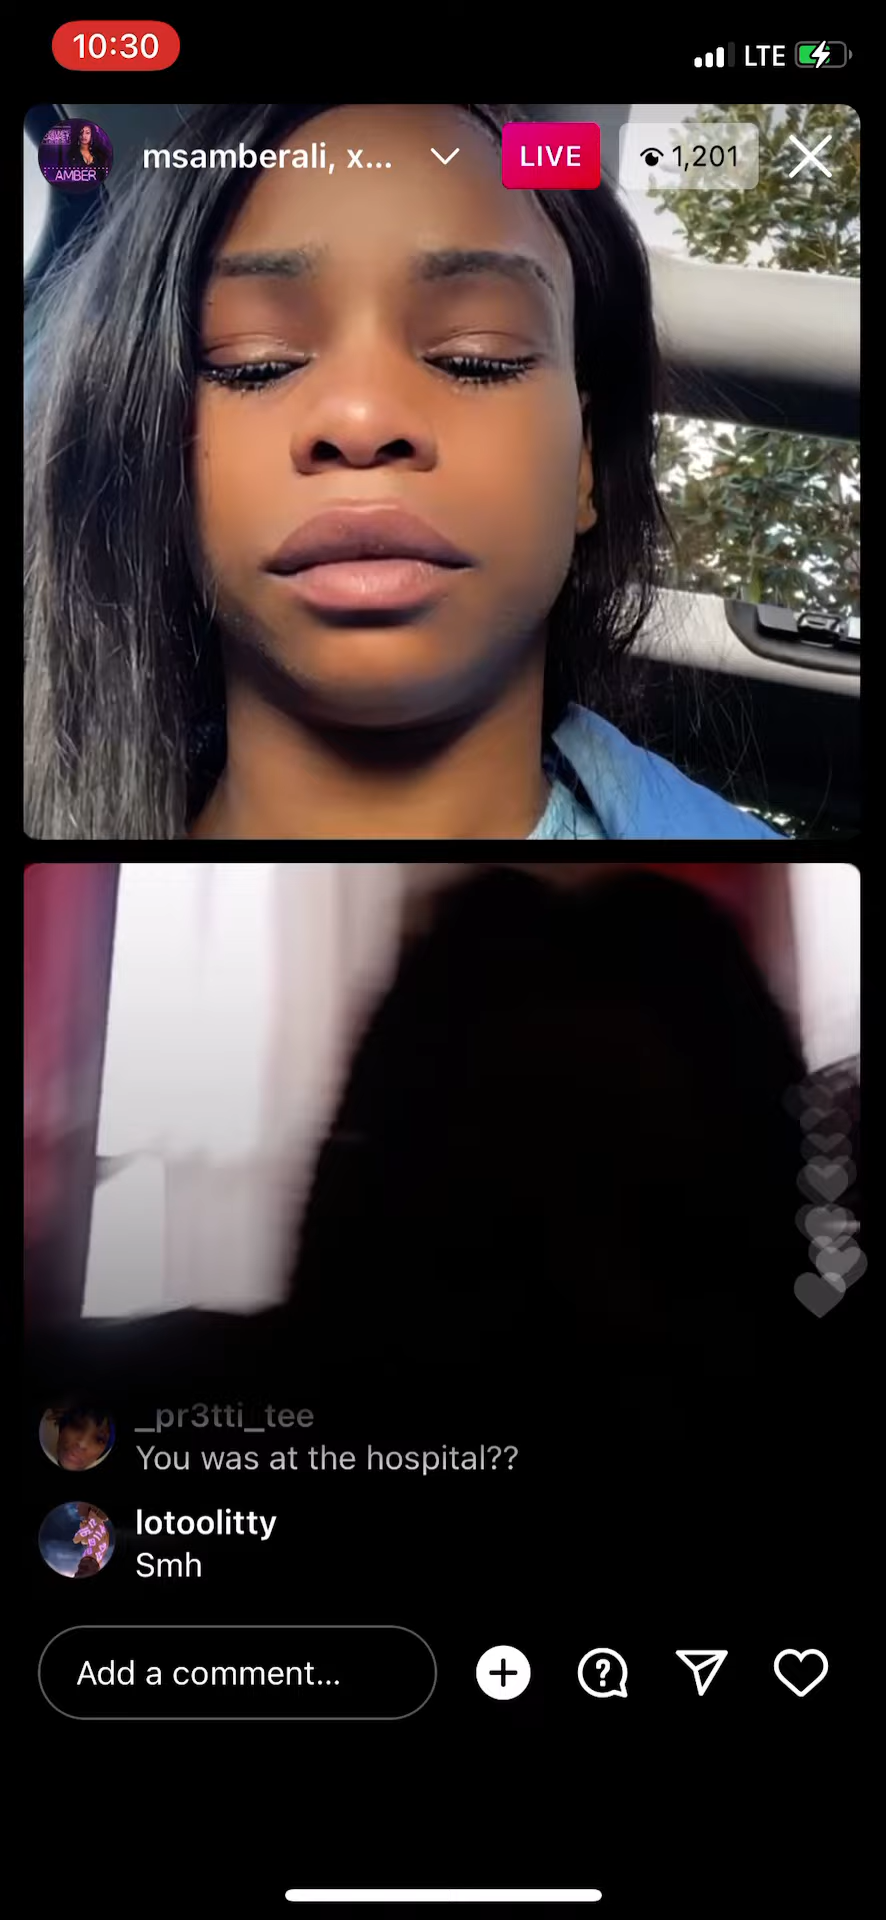 10:30
LTE
msamberali, x...
LIVE
1,201
AMBER
_pr3tti_tee
You was at the hospital??
lotoolitty
Smh
Add a comment...